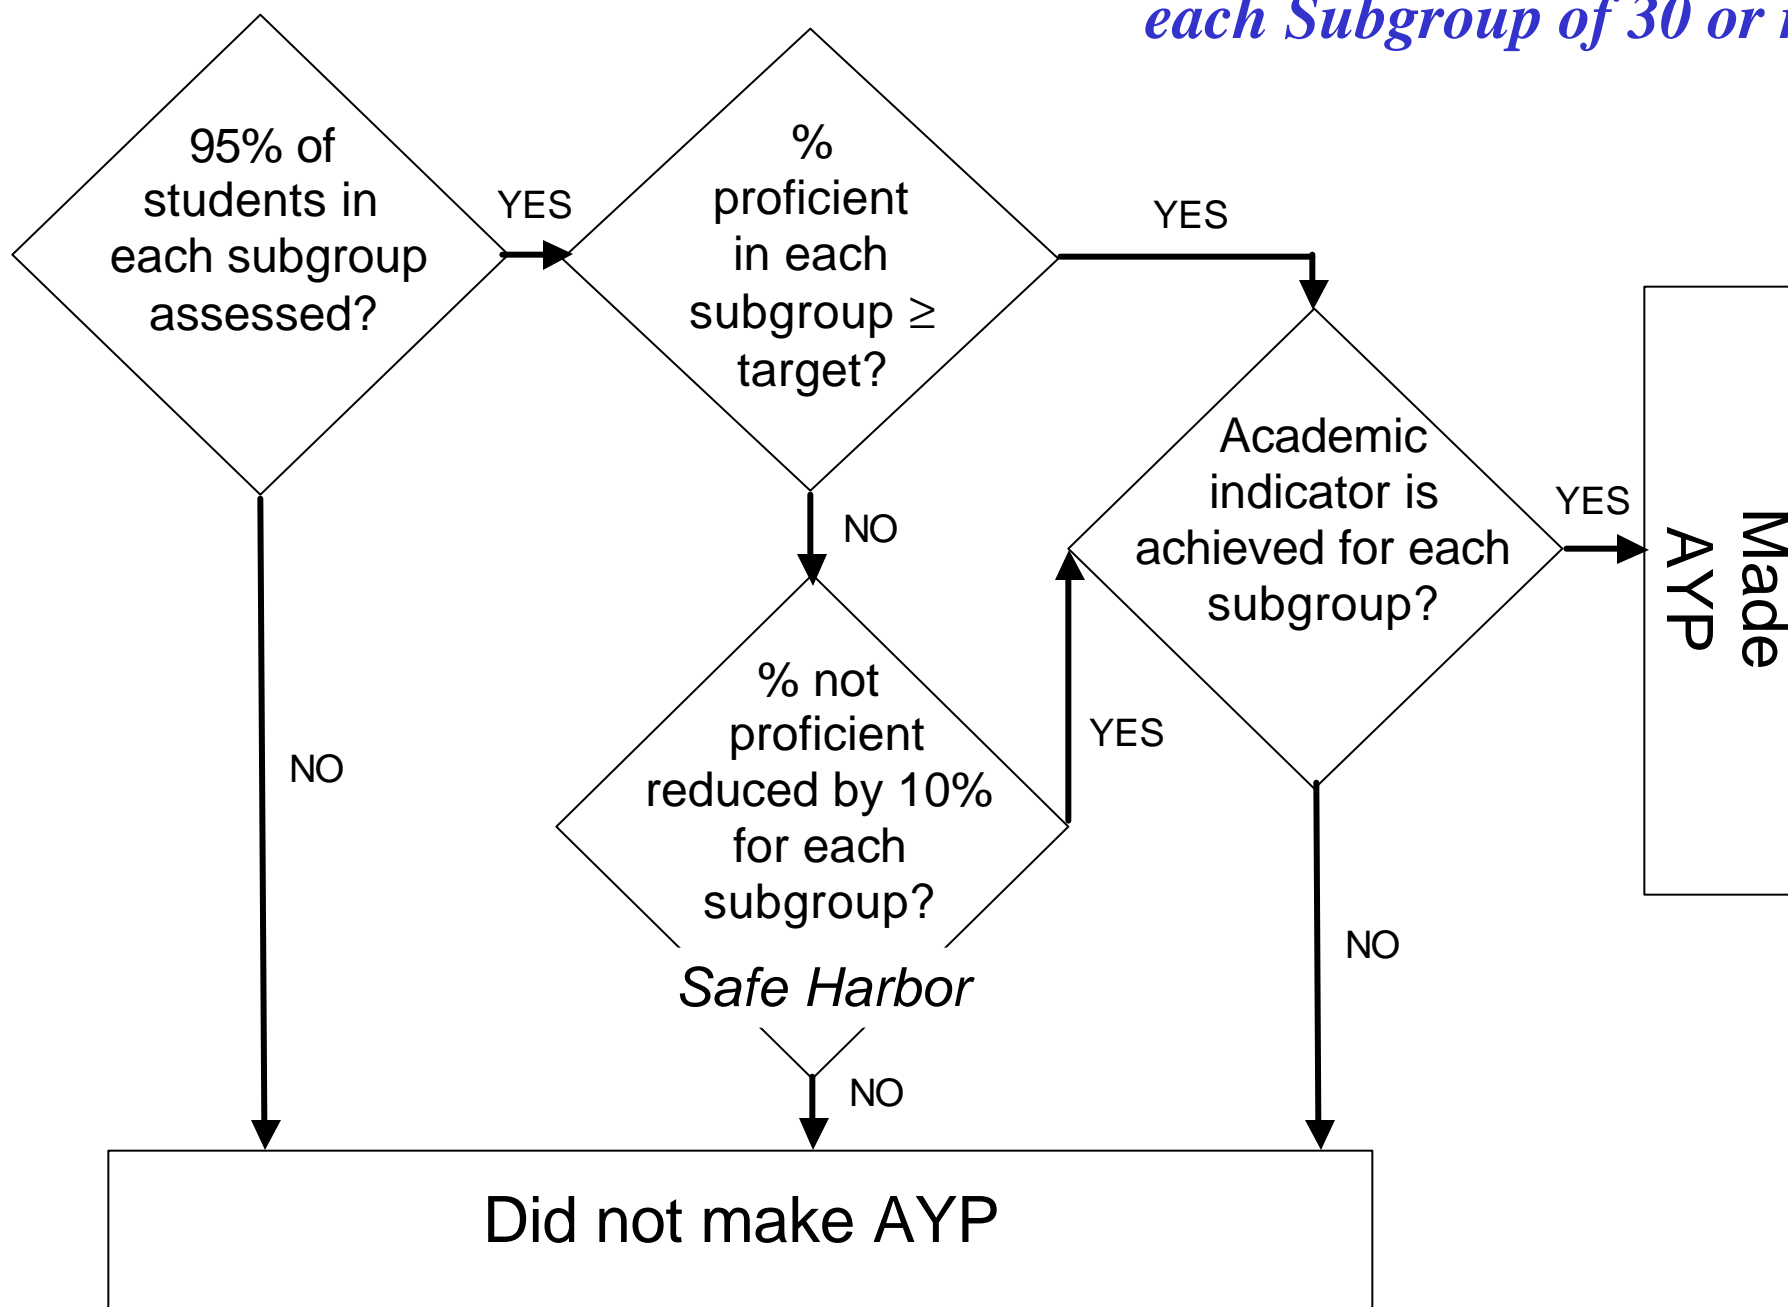 each Subgroup of 30 or
95% of
students in
each subgroup
assessed?
YES
%
proficient
in each
subgroup ≥
target?
YES
Academic
indicator is
achieved for each
subgroup?
YES
Made
AYP
NO
% not
proficient
reduced by 10%
for each
subgroup?
Safe Harbor
YES
NO
NO
NO
Did not make AYP